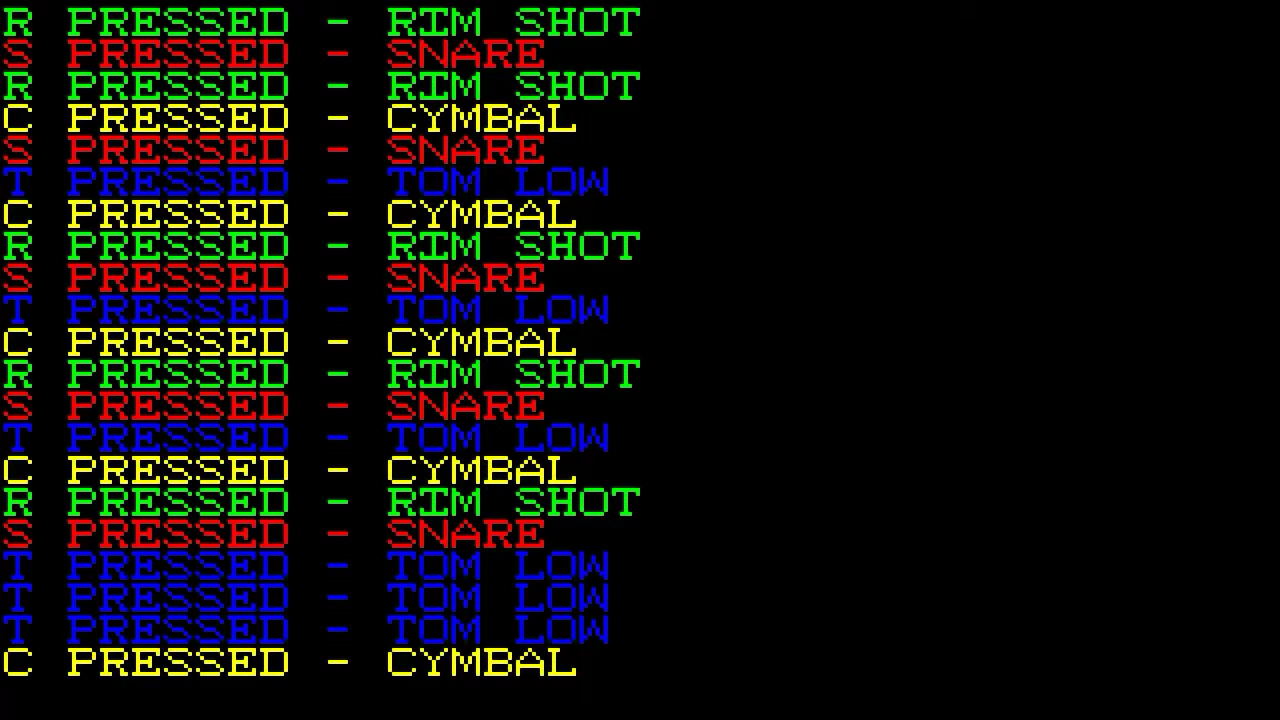 R PRESSED - RIM SHOT
S PRESSED - SNARE
R PRESSED - RIM SHOT
C PRESSED - CYMBAL
S PRESSED - SNARE
T PRESSED - TOM LOW
C PRESSED - CYMBAL
R PRESSED - RIM SHOT
S PRESSED - SNARE
T PRESSED - TOM LOW
C PRESSED - CYMBAL
R PRESSED - RIM SHOT
S PRESSED - SNARE
T PRESSED - TOM LOW
C PRESSED - CYMBAL
R PRESSED - RIM SHOT
S PRESSED - SNARE
T PRESSED - TOM LOW
T PRESSED - TOM LOW
T PRESSED - TOM LOW
C PRESSED - CYMBAL